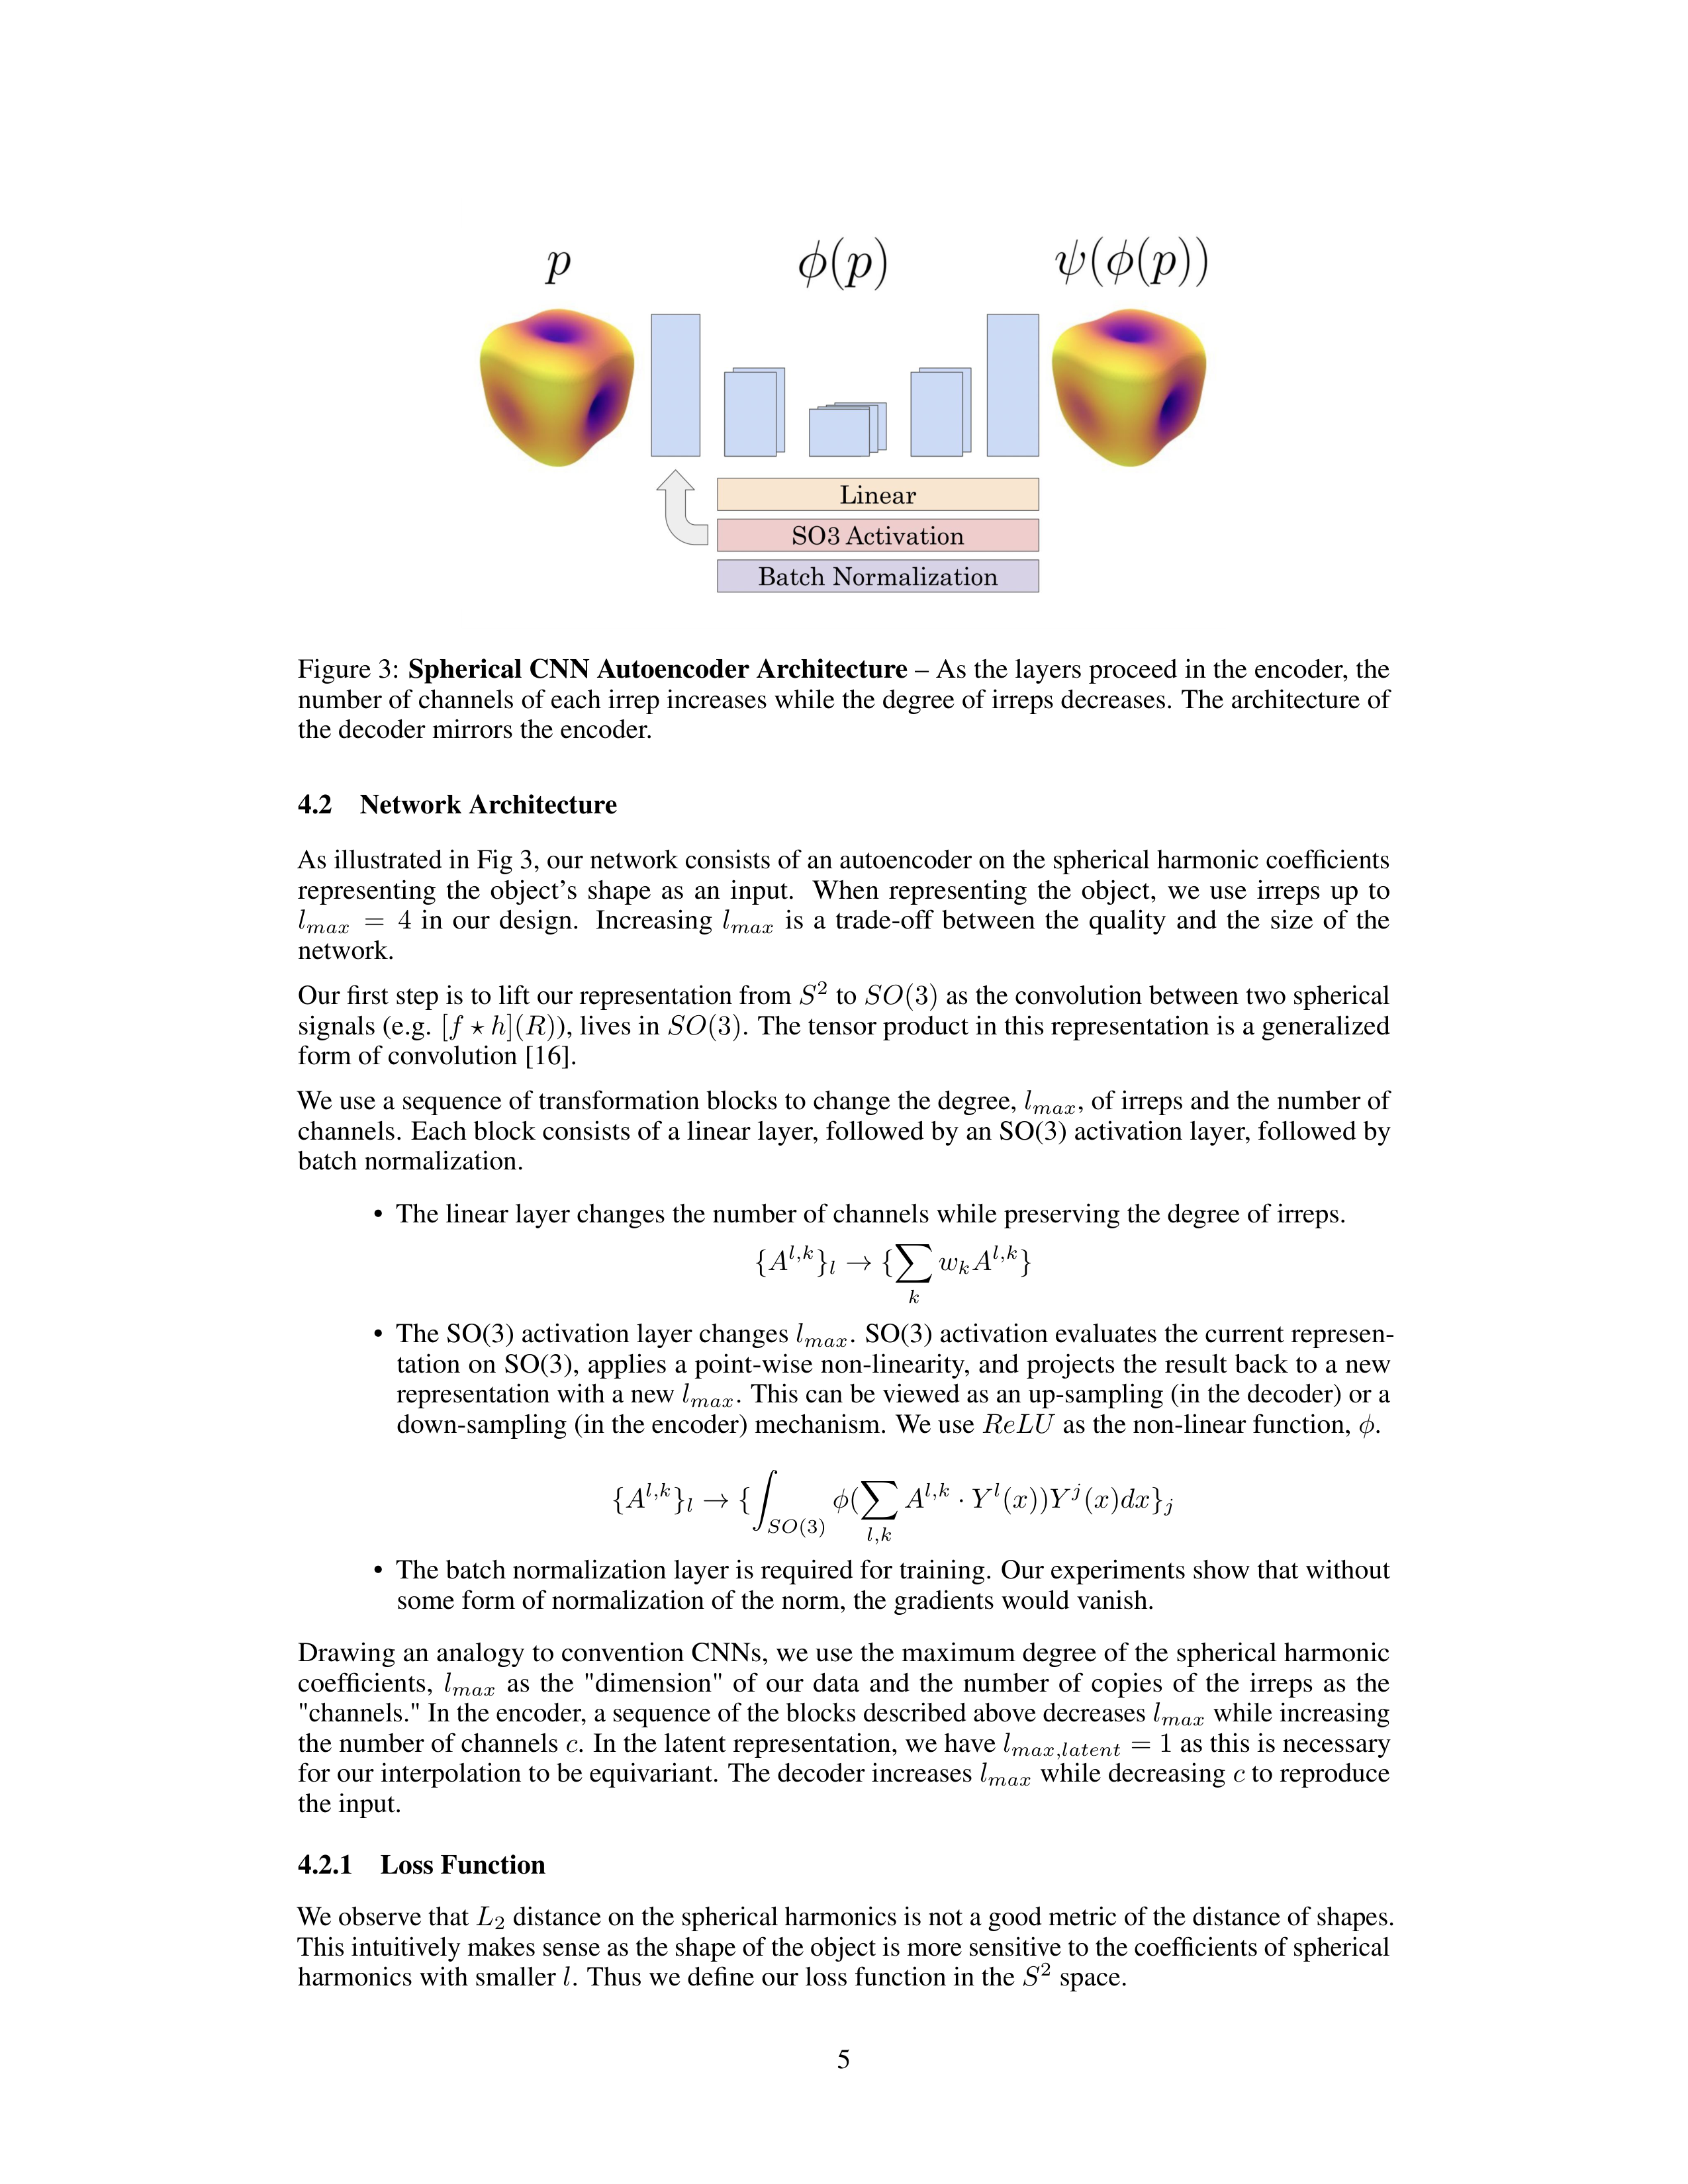 p ϕ(p) ψ(ϕ(p))
Linear
SO3 Activation
Batch Normalization
Figure 3: Spherical CNN Autoencoder Architecture – As the layers proceed in the encoder, the
number of channels of each irrep increases while the degree of irreps decreases. The architecture of
the decoder mirrors the encoder.
4.2 Network Architecture
As illustrated in Fig 3, our network consists of an autoencoder on the spherical harmonic coefficients
representing the object's shape as an input. When representing the object, we use irreps up to
l_{max} = 4 in our design. Increasing l_{max} is a trade-off between the quality and the size of the
network.
Our first step is to lift our representation from S^2 to SO(3) as the convolution between two spherical
signals (e.g. [f ⋆ h](R)), lives in SO(3). The tensor product in this representation is a generalized
form of convolution [16].
We use a sequence of transformation blocks to change the degree, l_{max}, of irreps and the number of
channels. Each block consists of a linear layer, followed by an SO(3) activation layer, followed by
batch normalization.
• The linear layer changes the number of channels while preserving the degree of irreps.
{A^{l,k}}_l → {∑_k w_k A^{l,k}}
• The SO(3) activation layer changes l_{max}. SO(3) activation evaluates the current represen-
tation on SO(3), applies a point-wise non-linearity, and projects the result back to a new
representation with a new l_{max}. This can be viewed as an up-sampling (in the decoder) or a
down-sampling (in the encoder) mechanism. We use ReLU as the non-linear function, ϕ.
{A^{l,k}}_l → {∫_{SO(3)} ϕ(∑_{l,k} A^{l,k} · Y^l(x))Y^j(x)dx}_j
• The batch normalization layer is required for training. Our experiments show that without
some form of normalization of the norm, the gradients would vanish.
Drawing an analogy to convention CNNs, we use the maximum degree of the spherical harmonic
coefficients, l_{max} as the "dimension" of our data and the number of copies of the irreps as the
"channels." In the encoder, a sequence of the blocks described above decreases l_{max} while increasing
the number of channels c. In the latent representation, we have l_{max,latent} = 1 as this is necessary
for our interpolation to be equivariant. The decoder increases l_{max} while decreasing c to reproduce
the input.
4.2.1 Loss Function
We observe that L_2 distance on the spherical harmonics is not a good metric of the distance of shapes.
This intuitively makes sense as the shape of the object is more sensitive to the coefficients of spherical
harmonics with smaller l. Thus we define our loss function in the S^2 space.
5